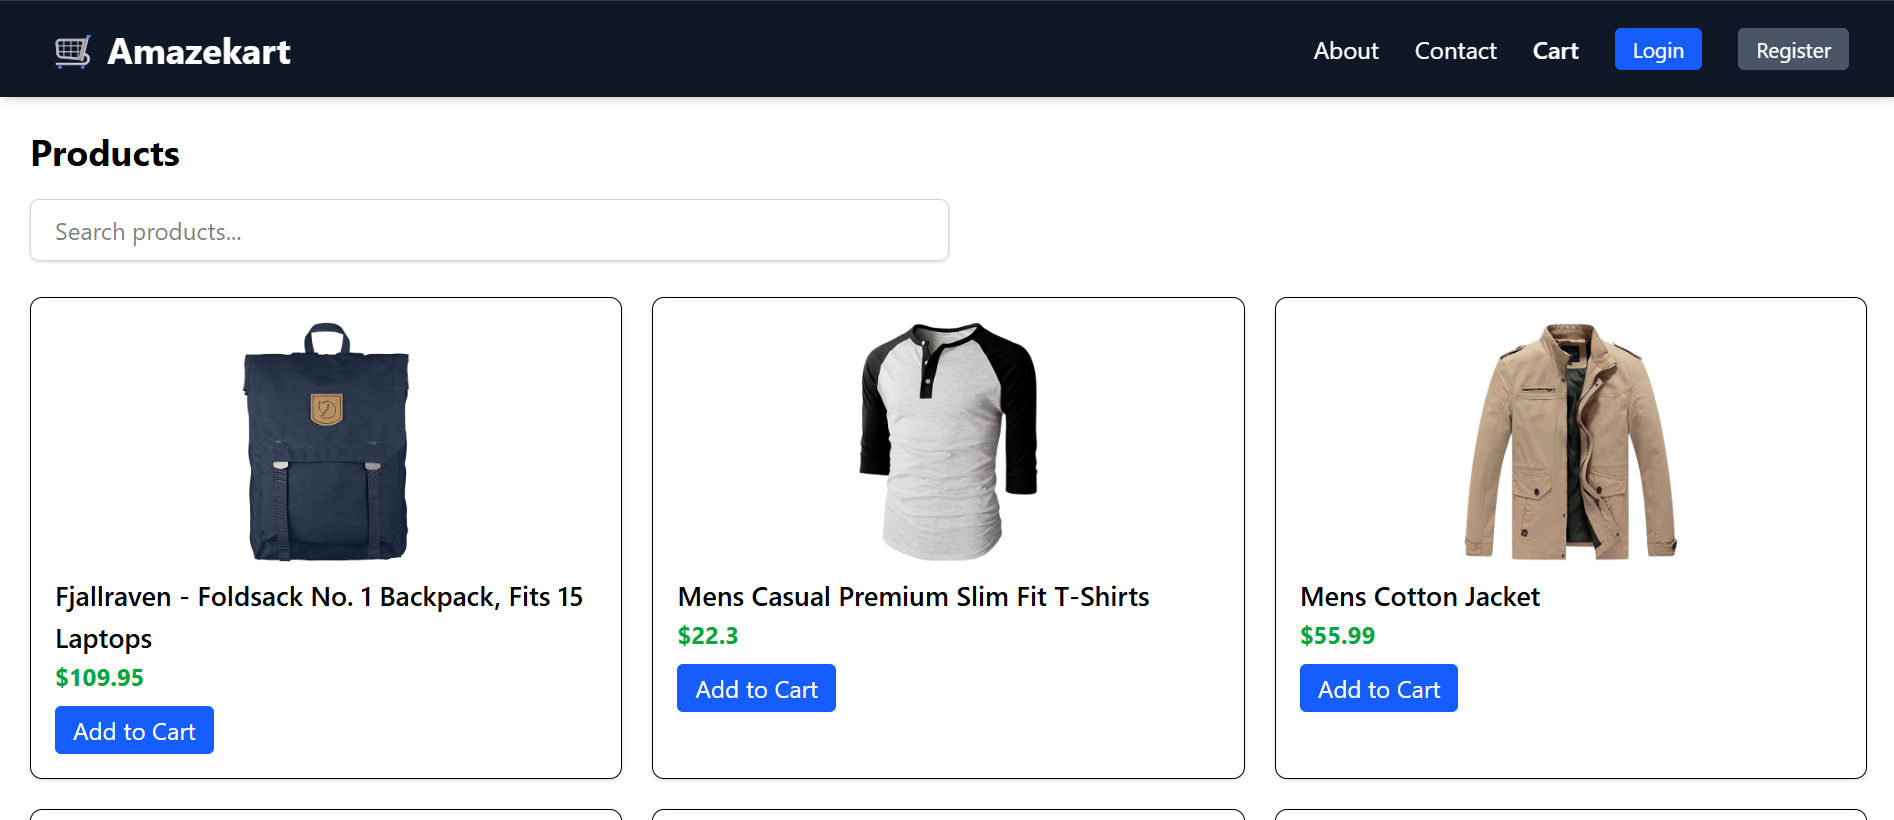 Amazekart
About Contact Cart Login Register
Products
Search products...
Fjallraven - Foldsack No. 1 Backpack, Fits 15
Laptops
$109.95
Add to Cart
Mens Casual Premium Slim Fit T-Shirts
$22.3
Add to Cart
Mens Cotton Jacket
$55.99
Add to Cart